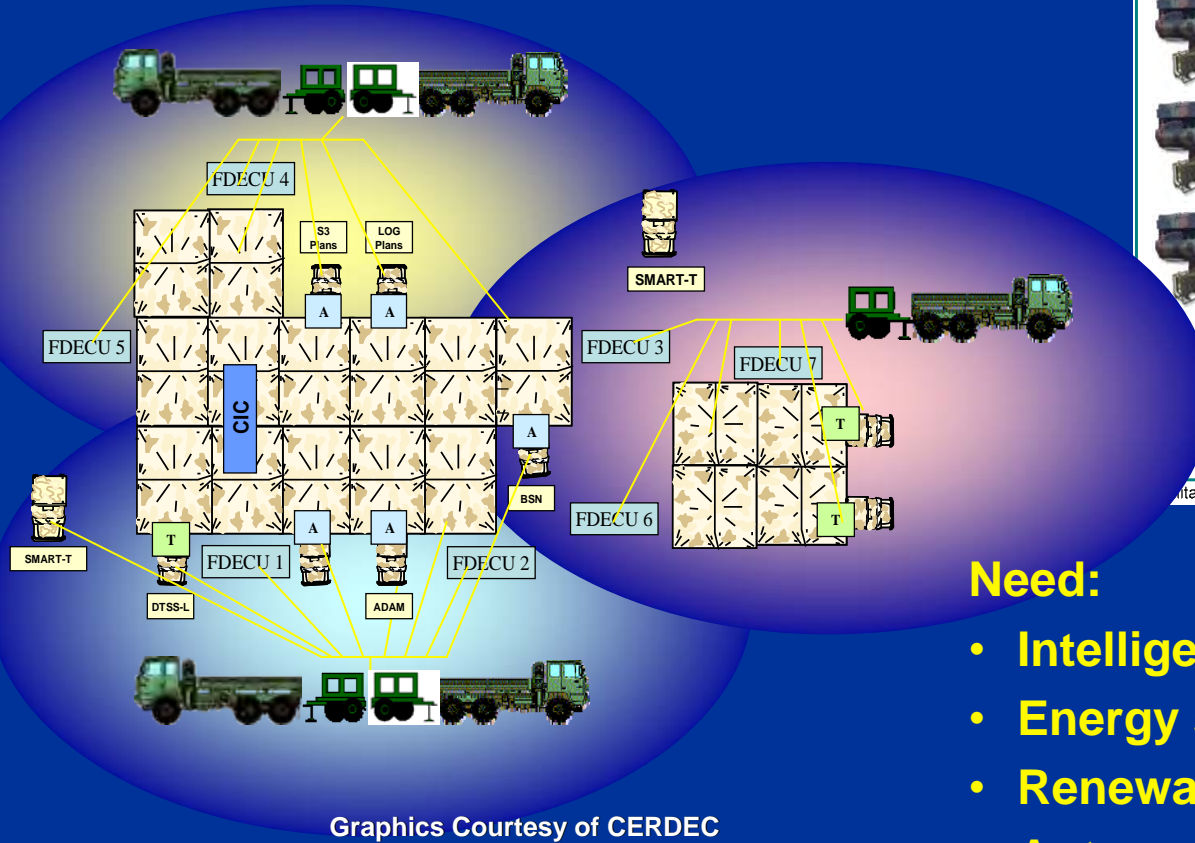 FDECU 4
S3
Plans
LOG
Plans
A
A
FDECU 5
CIC
A
BSN
SMART-T
T
DTSS-L
FDECU 1
A
A
ADAM
FDECU 2
SMART-T
FDECU 3
FDECU 7
T
FDECU 6
T
Need:
• Intellige
• Energy
• Renewa
Graphics Courtesy of CERDEC